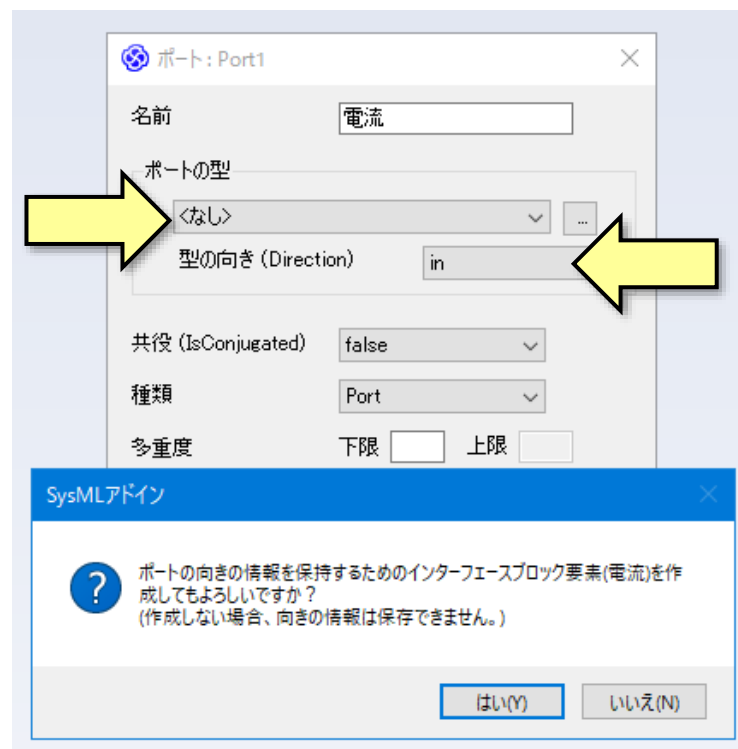 ポート : Port1
名前 電流
ポートの型
<なし> ...
型の向き (Direction) in
共役 (IsConjugated) false
種類 Port
多重度 下限 上限
SysMLアドイン
ポートの向きの情報を保持するためのインターフェースブロック要素(電流)を作
成してもよろしいですか？
(作成しない場合、向きの情報は保存できません。)
はい(Y) いいえ(N)